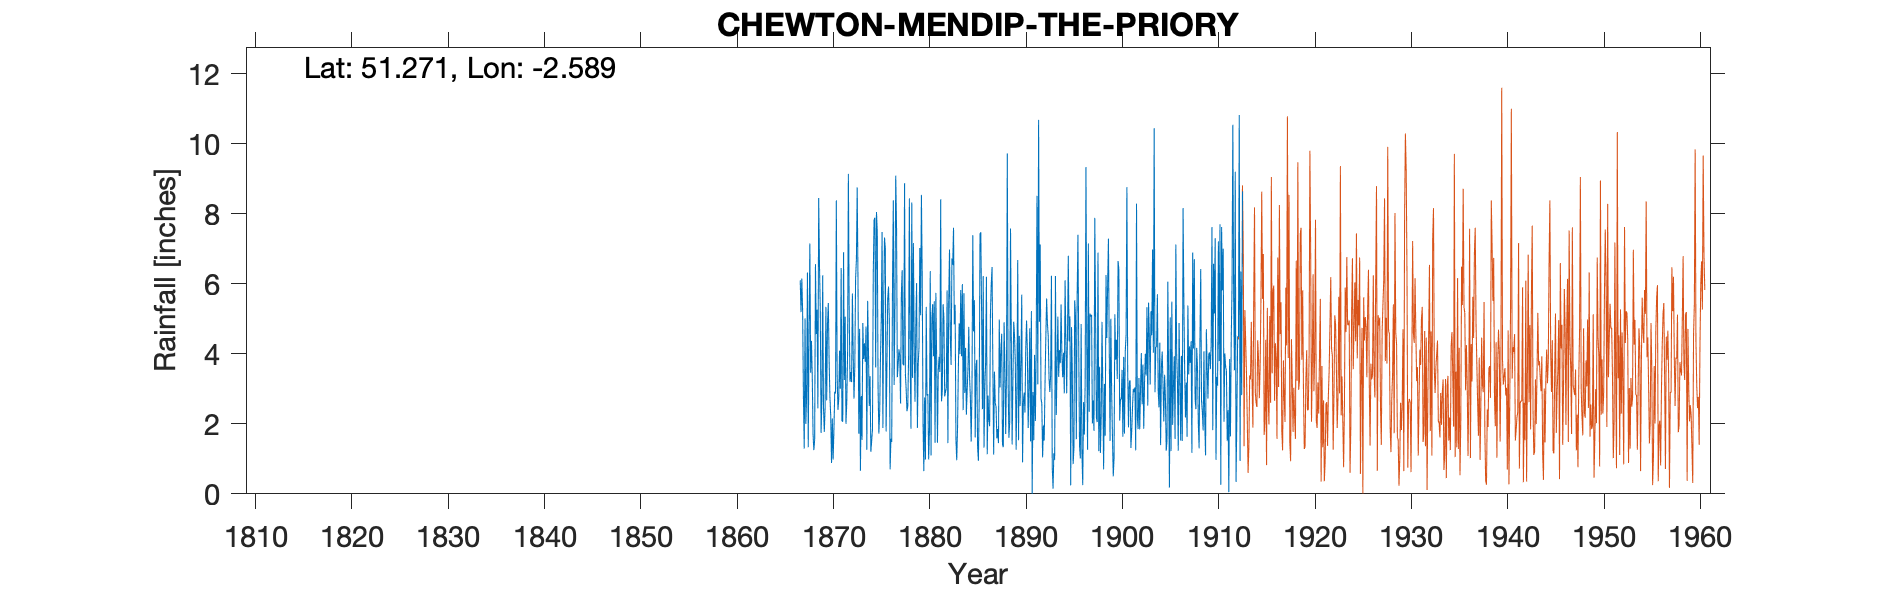 CHEWTON-MENDIP-THE-PRIORY
Lat: 51.271, Lon: -2.589
12
10
8
6
4
2
0
Rainfall [inches]
1810 1820 1830 1840 1850 1860 1870 1880 1890 1900 1910 1920 1930 1940 1950 1960
Year